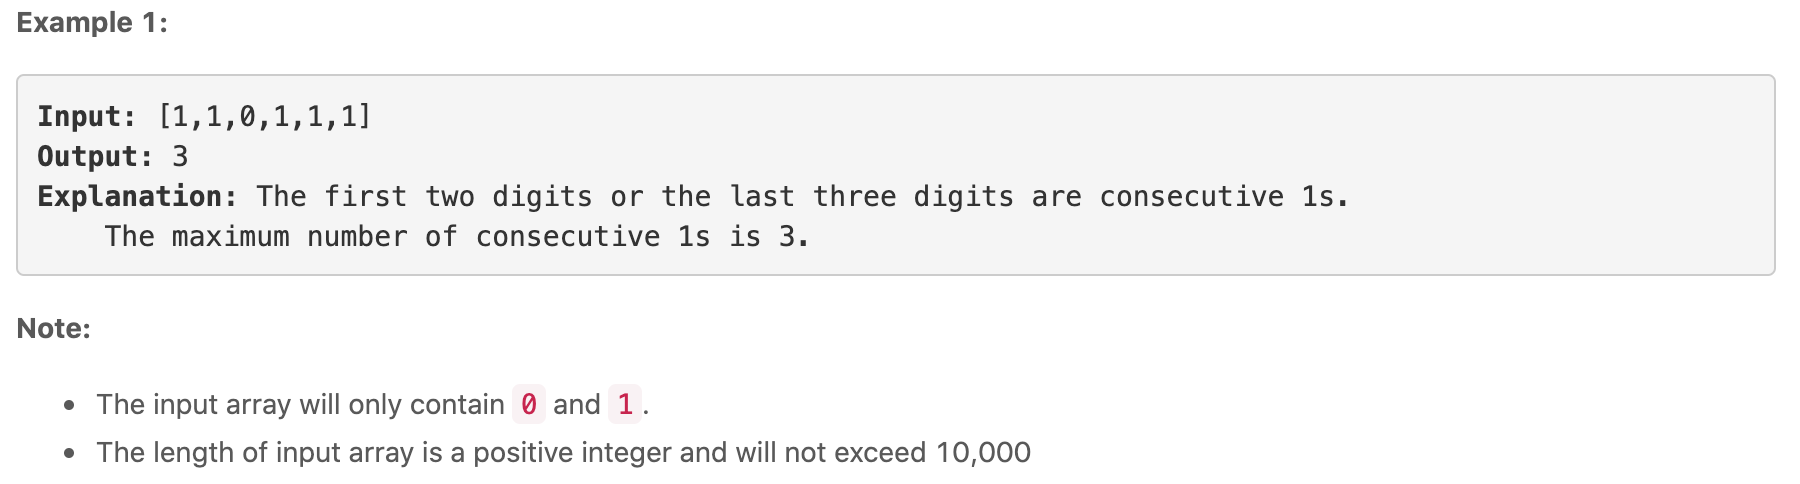 Example 1:
Input: [1,1,0,1,1,1]
Output: 3
Explanation: The first two digits or the last three digits are consecutive 1s.
    The maximum number of consecutive 1s is 3.
Note:
• The input array will only contain 0 and 1.
• The length of input array is a positive integer and will not exceed 10,000